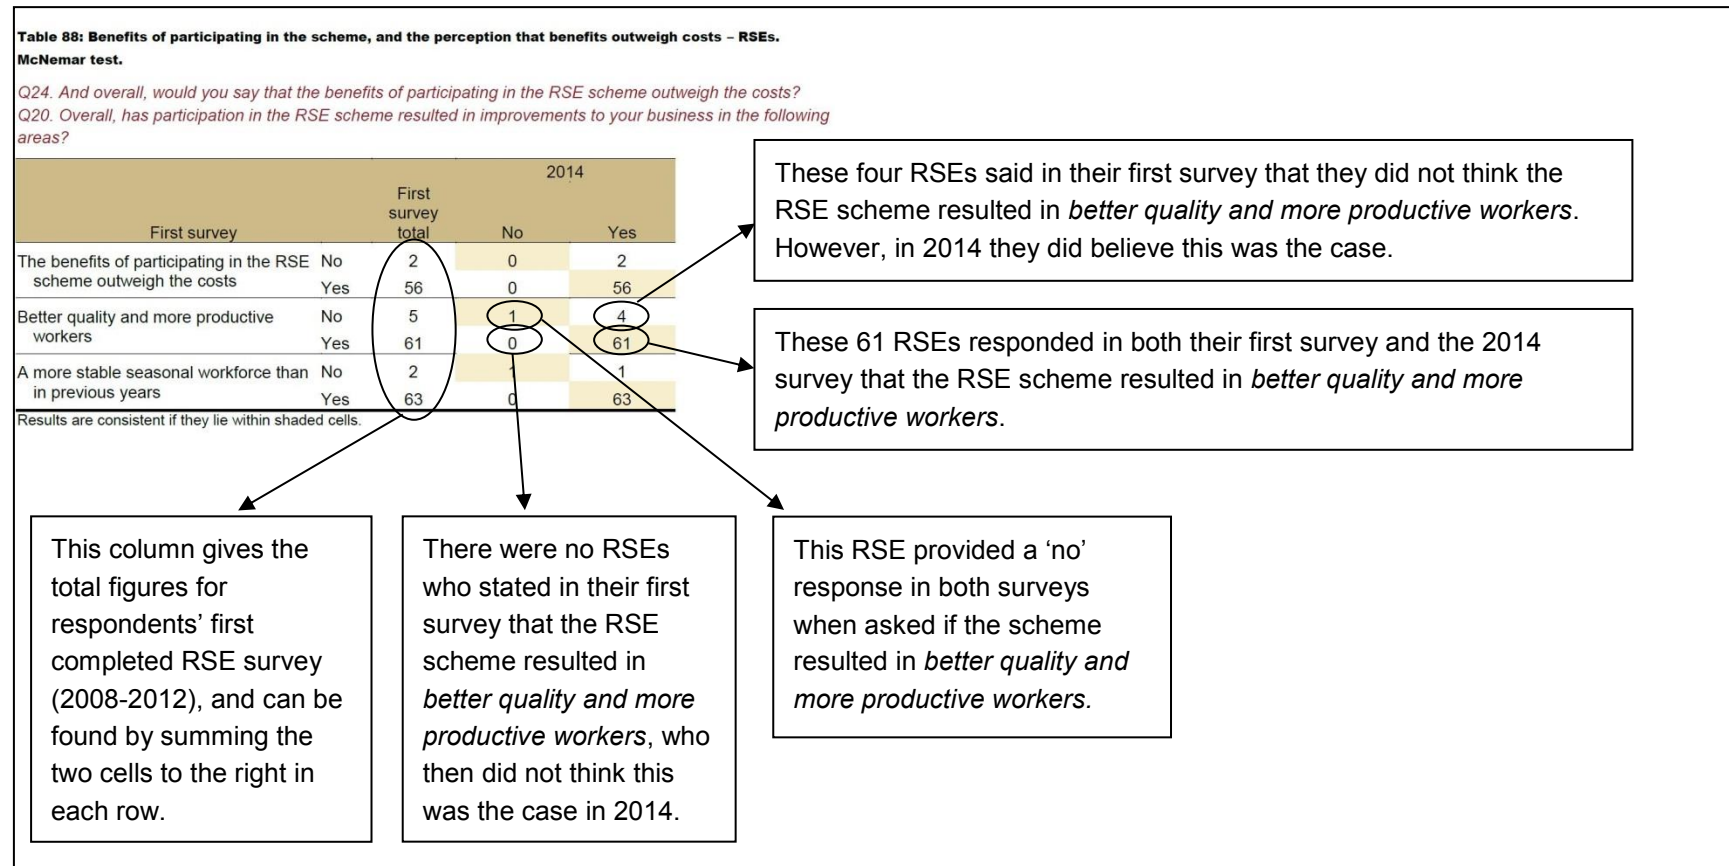 Table 88: Benefits of participating in the scheme, and the perception that benefits outweigh costs – RSEs.
McNemar test.
Q24. And overall, would you say that the benefits of participating in the RSE scheme outweigh the costs?
Q20. Overall, has participation in the RSE scheme resulted in improvements to your business in the following
areas?
2014
First
survey
First survey total No Yes
The benefits of participating in the RSE No 2 0 2
scheme outweigh the costs Yes 56 0 56
Better quality and more productive No 5 1 4
workers Yes 61 0 61
A more stable seasonal workforce than No 2 1 1
in previous years Yes 63 0 63
Results are consistent if they lie within shaded cells.
These four RSEs said in their first survey that they did not think the
RSE scheme resulted in better quality and more productive workers.
However, in 2014 they did believe this was the case.
These 61 RSEs responded in both their first survey and the 2014
survey that the RSE scheme resulted in better quality and more
productive workers.
This column gives the
total figures for
respondents’ first
completed RSE survey
(2008-2012), and can be
found by summing the
two cells to the right in
each row.
There were no RSEs
who stated in their first
survey that the RSE
scheme resulted in
better quality and more
productive workers, who
then did not think this
was the case in 2014.
This RSE provided a ‘no’
response in both surveys
when asked if the scheme
resulted in better quality and
more productive workers.